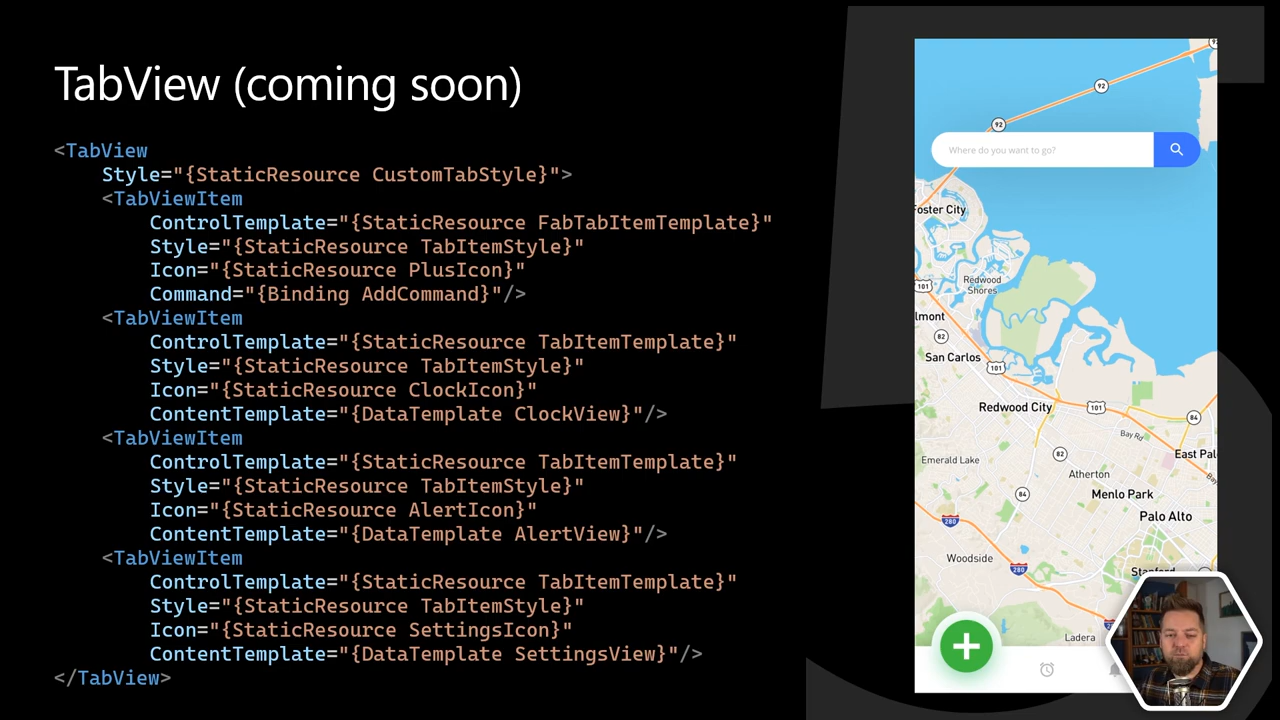 TabView (coming soon)
<TabView
Style="{StaticResource CustomTabStyle}">
<TabViewItem
ControlTemplate="{StaticResource FabTabItemTemplate}"
Style="{StaticResource TabItemStyle}"
Icon="{StaticResource PlusIcon}"
Command="{Binding AddCommand}"/>
<TabViewItem
ControlTemplate="{StaticResource TabItemTemplate}"
Style="{StaticResource TabItemStyle}"
Icon="{StaticResource ClockIcon}"
ContentTemplate="{DataTemplate ClockView}"/>
<TabViewItem
ControlTemplate="{StaticResource TabItemTemplate}"
Style="{StaticResource TabItemStyle}"
Icon="{StaticResource AlertIcon}"
ContentTemplate="{DataTemplate AlertView}"/>
<TabViewItem
ControlTemplate="{StaticResource TabItemTemplate}"
Style="{StaticResource TabItemStyle}"
Icon="{StaticResource SettingsIcon}"
ContentTemplate="{DataTemplate SettingsView}"/>
</TabView>
92
92
Where do you want to go?
Foster City
Redwood
Shores
101
lmont
82
San Carlos
101
Redwood City
101
84
Bay Rd
82
East Pal
Emerald Lake
Atherton
Bay
84
Menlo Park
280
Palo Alto
Woodside
280
Stanford
Ladera